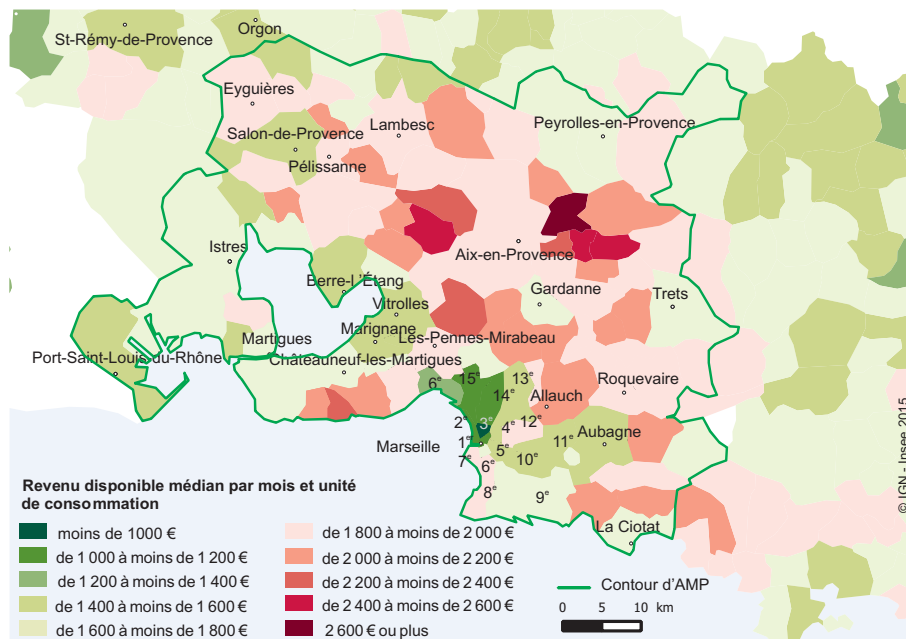 St-Rémy-de-Provence
Orgon
Eyguières
Salon-de-Provence
Lambesc
Peyrolles-en-Provence
Pélissanne
Istres
Aix-en-Provence
Berre-L'Étang
Gardanne
Trets
Vitrolles
Marignane
Martigues
Les-Pennes-Mirabeau
Port-Saint-Louis-du-Rhône
Châteauneuf-les-Martigues
6e
15e
13e
14e
Allauch
Roquevaire
2e
3e
4e
12e
11e
Aubagne
Marseille
1er
5e
7e
6e
10e
8e
9e
La Ciotat
© IGN - Insee 2015
Revenu disponible médian par mois et unité
de consommation
moins de 1000 €
de 1 000 à moins de 1 200 €
de 1 200 à moins de 1 400 €
de 1 400 à moins de 1 600 €
de 1 600 à moins de 1 800 €
de 1 800 à moins de 2 000 €
de 2 000 à moins de 2 200 €
de 2 200 à moins de 2 400 €
de 2 400 à moins de 2 600 €
2 600 € ou plus
Contour d'AMP
0 5 10 km